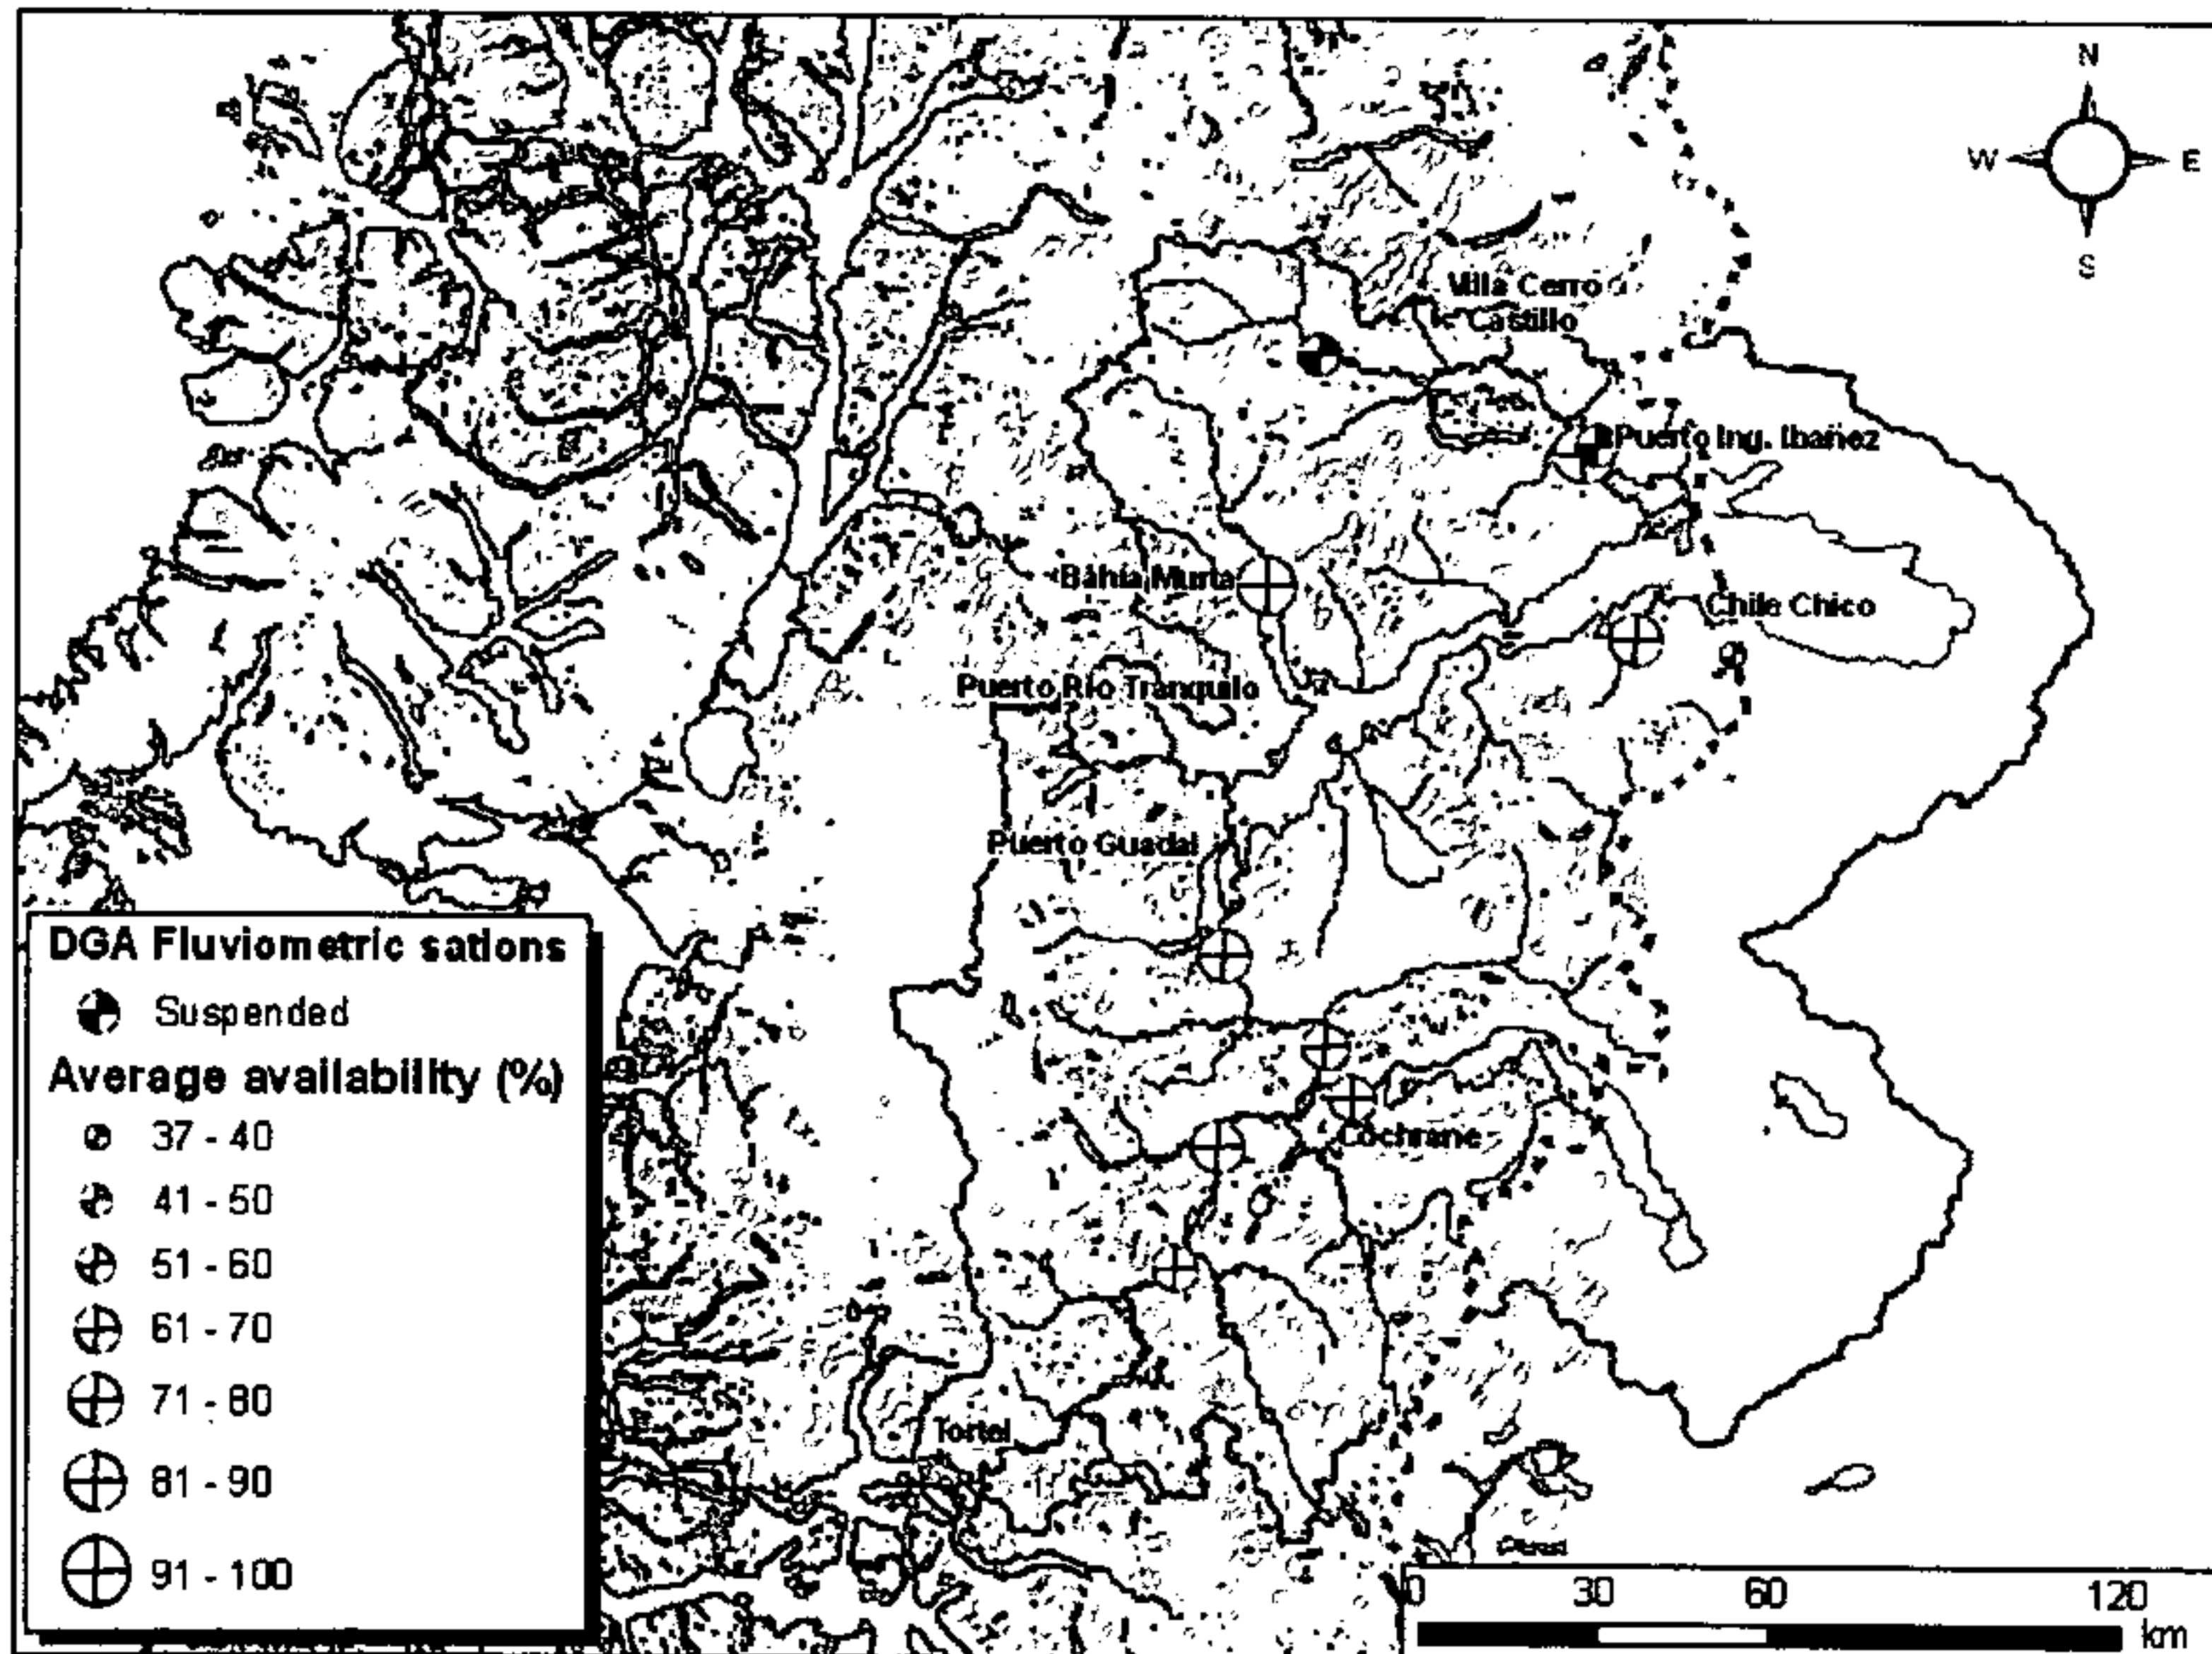 N
W E
S
Villa Cerro
Castillo
Puerto Ing. Ibañez
Bahía Murta
Chile Chico
Puerto Río Tranquilo
Puerto Guadal
Cochrane
Tortel
DGA Fluviometric sations
Suspended
Average availability (%)
37 - 40
41 - 50
51 - 60
61 - 70
71 - 80
81 - 90
91 - 100
0 30 60 120
km